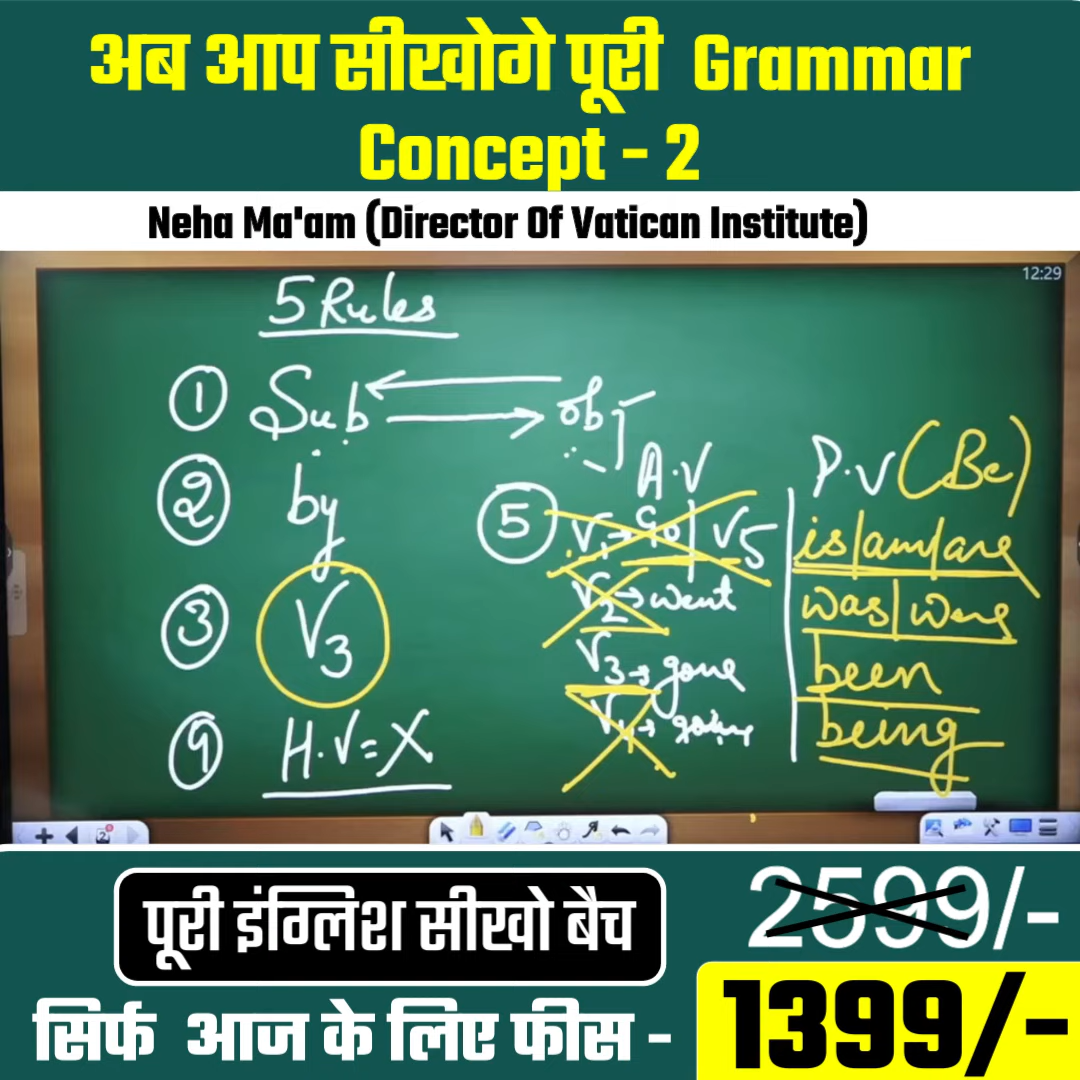 अब आप सीखोगे पूरी Grammar
Concept - 2
Neha Ma'am (Director Of Vatican Institute)
12:29
5 Rules
① Sub obj
② by
③ V3
④ H.V = X
A.V
⑤ V1 → go | V5
V2 → went
V3 → gone
V4 → going
P.V (Be)
is/am/are
was/were
been
being
पूरी इंग्लिश सीखो बैच
2599/-
सिर्फ आज के लिए फीस -
1399/-